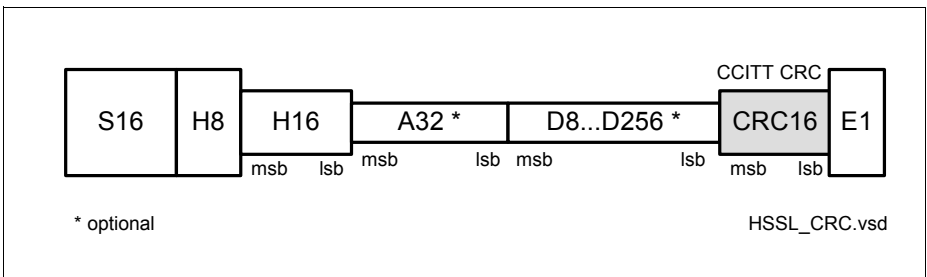 CCITT CRC
S16 H8 H16 A32 * D8...D256 * CRC16 E1
msb lsb msb lsb msb lsb msb lsb
* optional HSSL_CRC.vsd